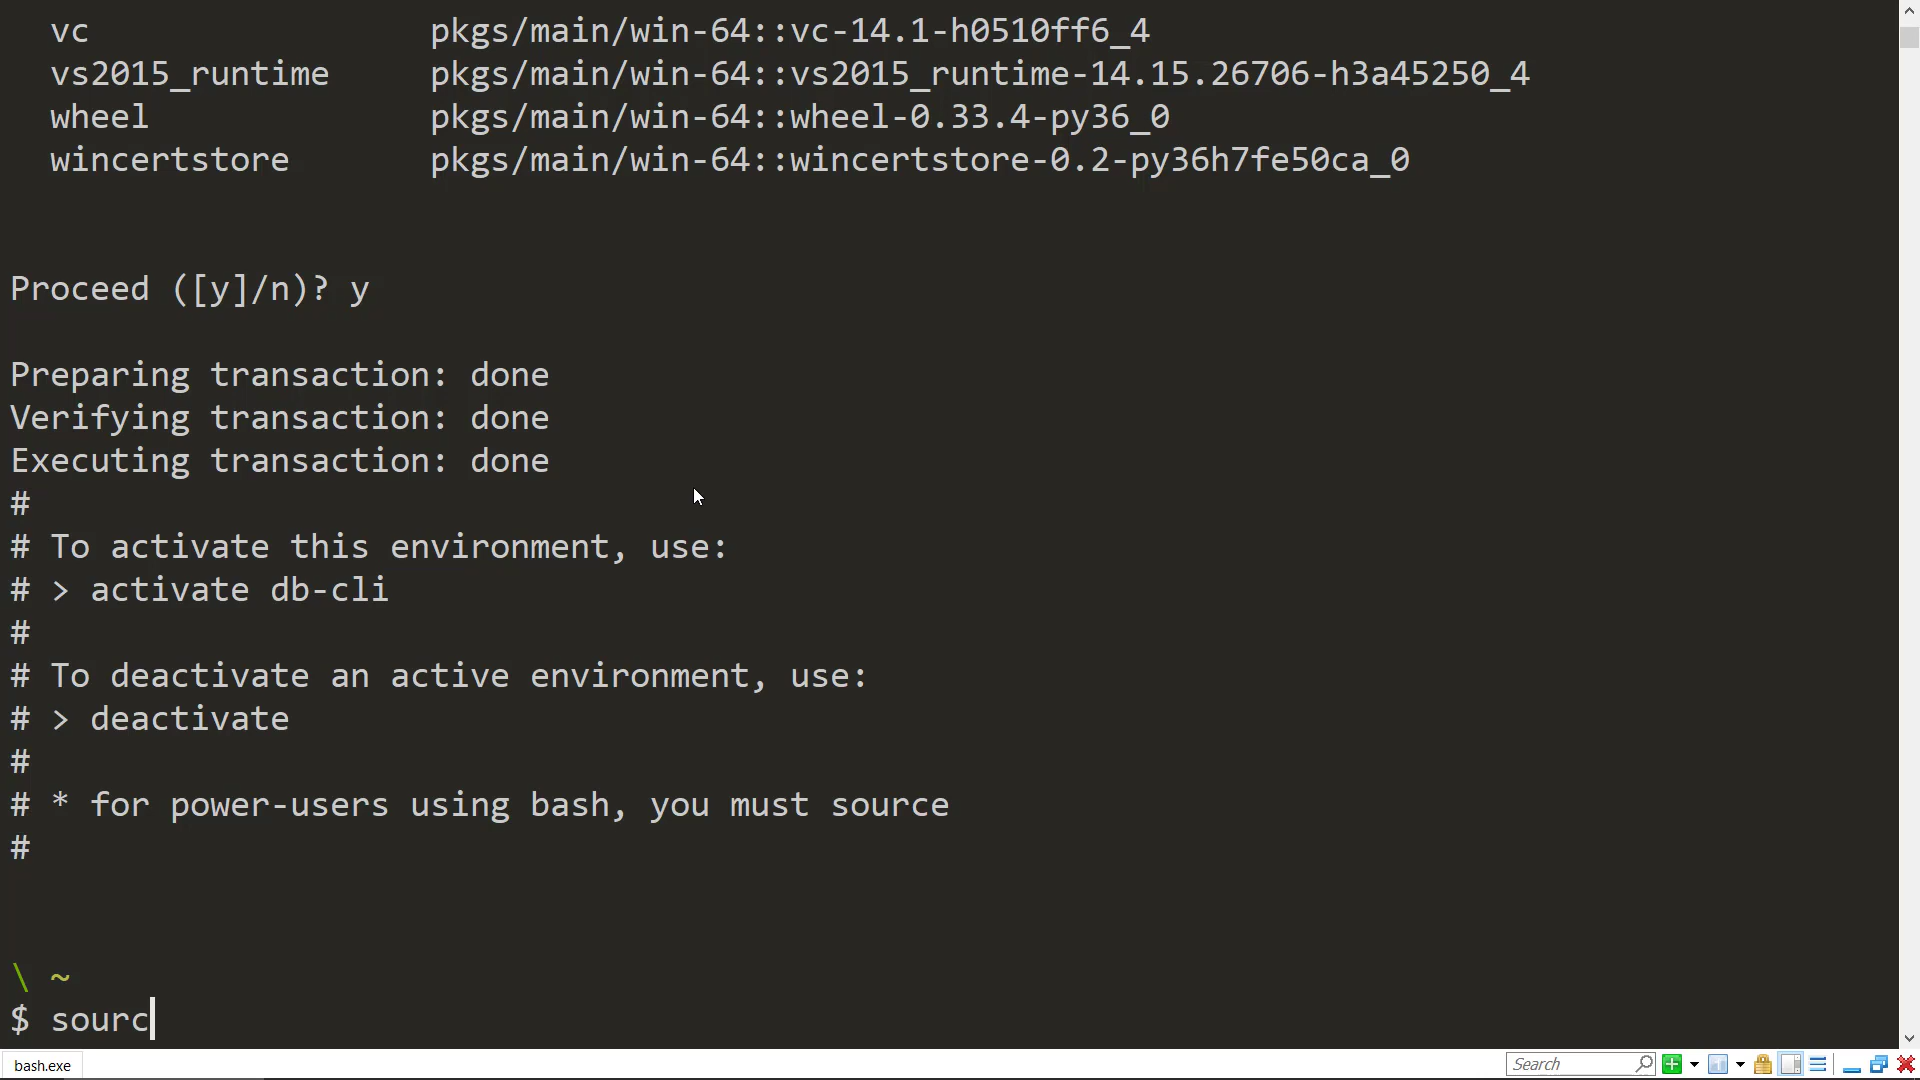 vc pkgs/main/win-64::vc-14.1-h0510ff6_4
vs2015_runtime pkgs/main/win-64::vs2015_runtime-14.15.26706-h3a45250_4
wheel pkgs/main/win-64::wheel-0.33.4-py36_0
wincertstore pkgs/main/win-64::wincertstore-0.2-py36h7fe50ca_0
Proceed ([y]/n)? y
Preparing transaction: done
Verifying transaction: done
Executing transaction: done
#
# To activate this environment, use:
# > activate db-cli
#
# To deactivate an active environment, use:
# > deactivate
#
# * for power-users using bash, you must source
#
\ ~
$ sourc
bash.exe
Search